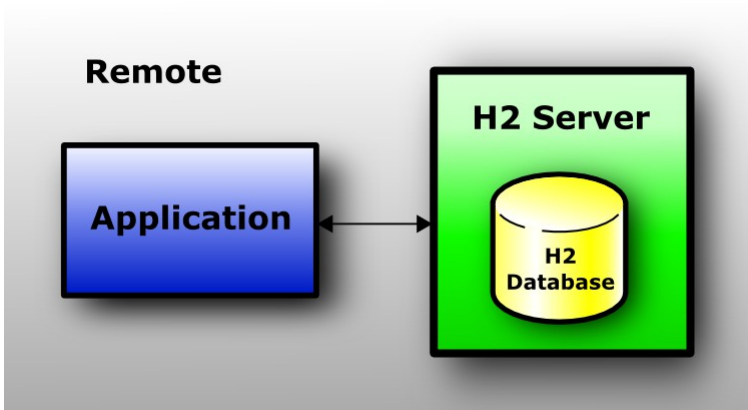 Remote
H2 Server
Application
H2
Database